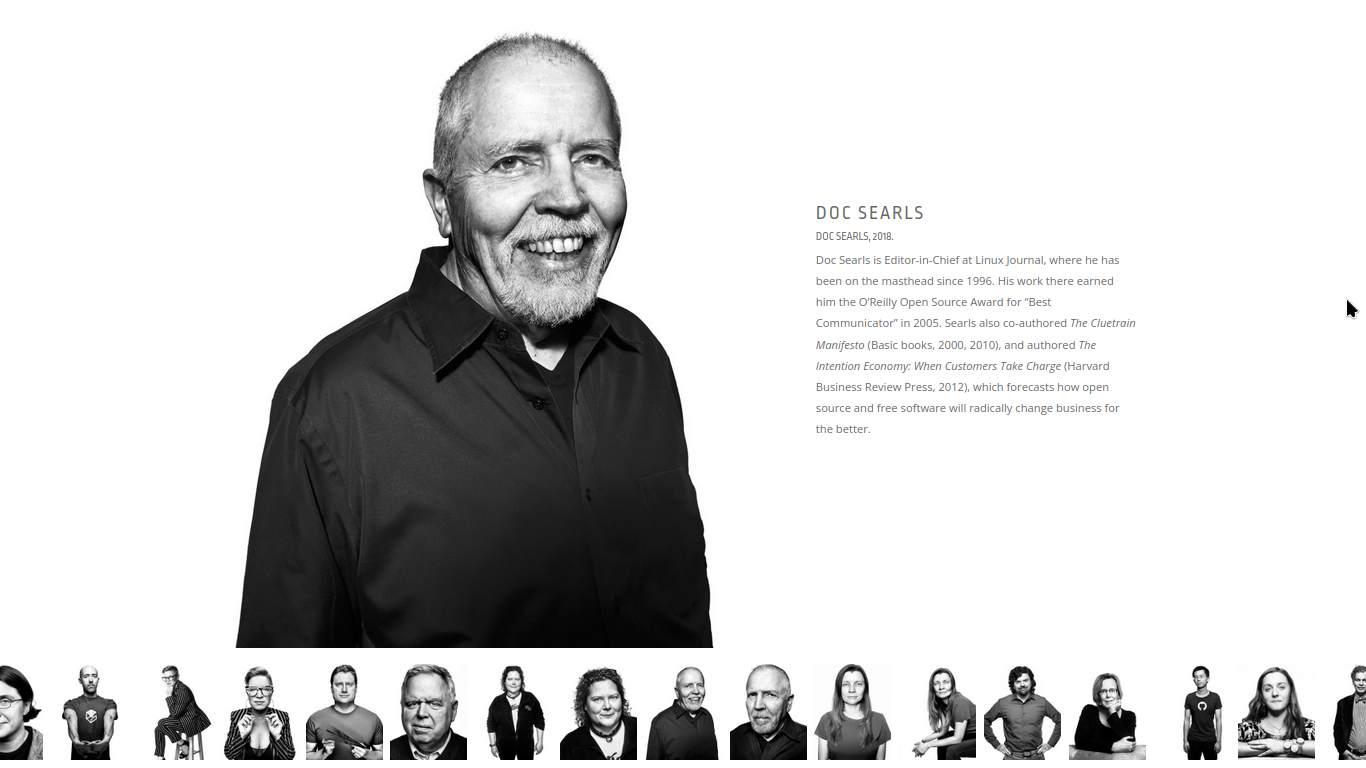 DOC SEARLS
DOC SEARLS, 2018.
Doc Searls is Editor-in-Chief at Linux Journal, where he has
been on the masthead since 1996. His work there earned
him the O'Reilly Open Source Award for “Best
Communicator” in 2005. Searls also co-authored The Cluetrain
Manifesto (Basic books, 2000, 2010), and authored The
Intention Economy: When Customers Take Charge (Harvard
Business Review Press, 2012), which forecasts how open
source and free software will radically change business for
the better.